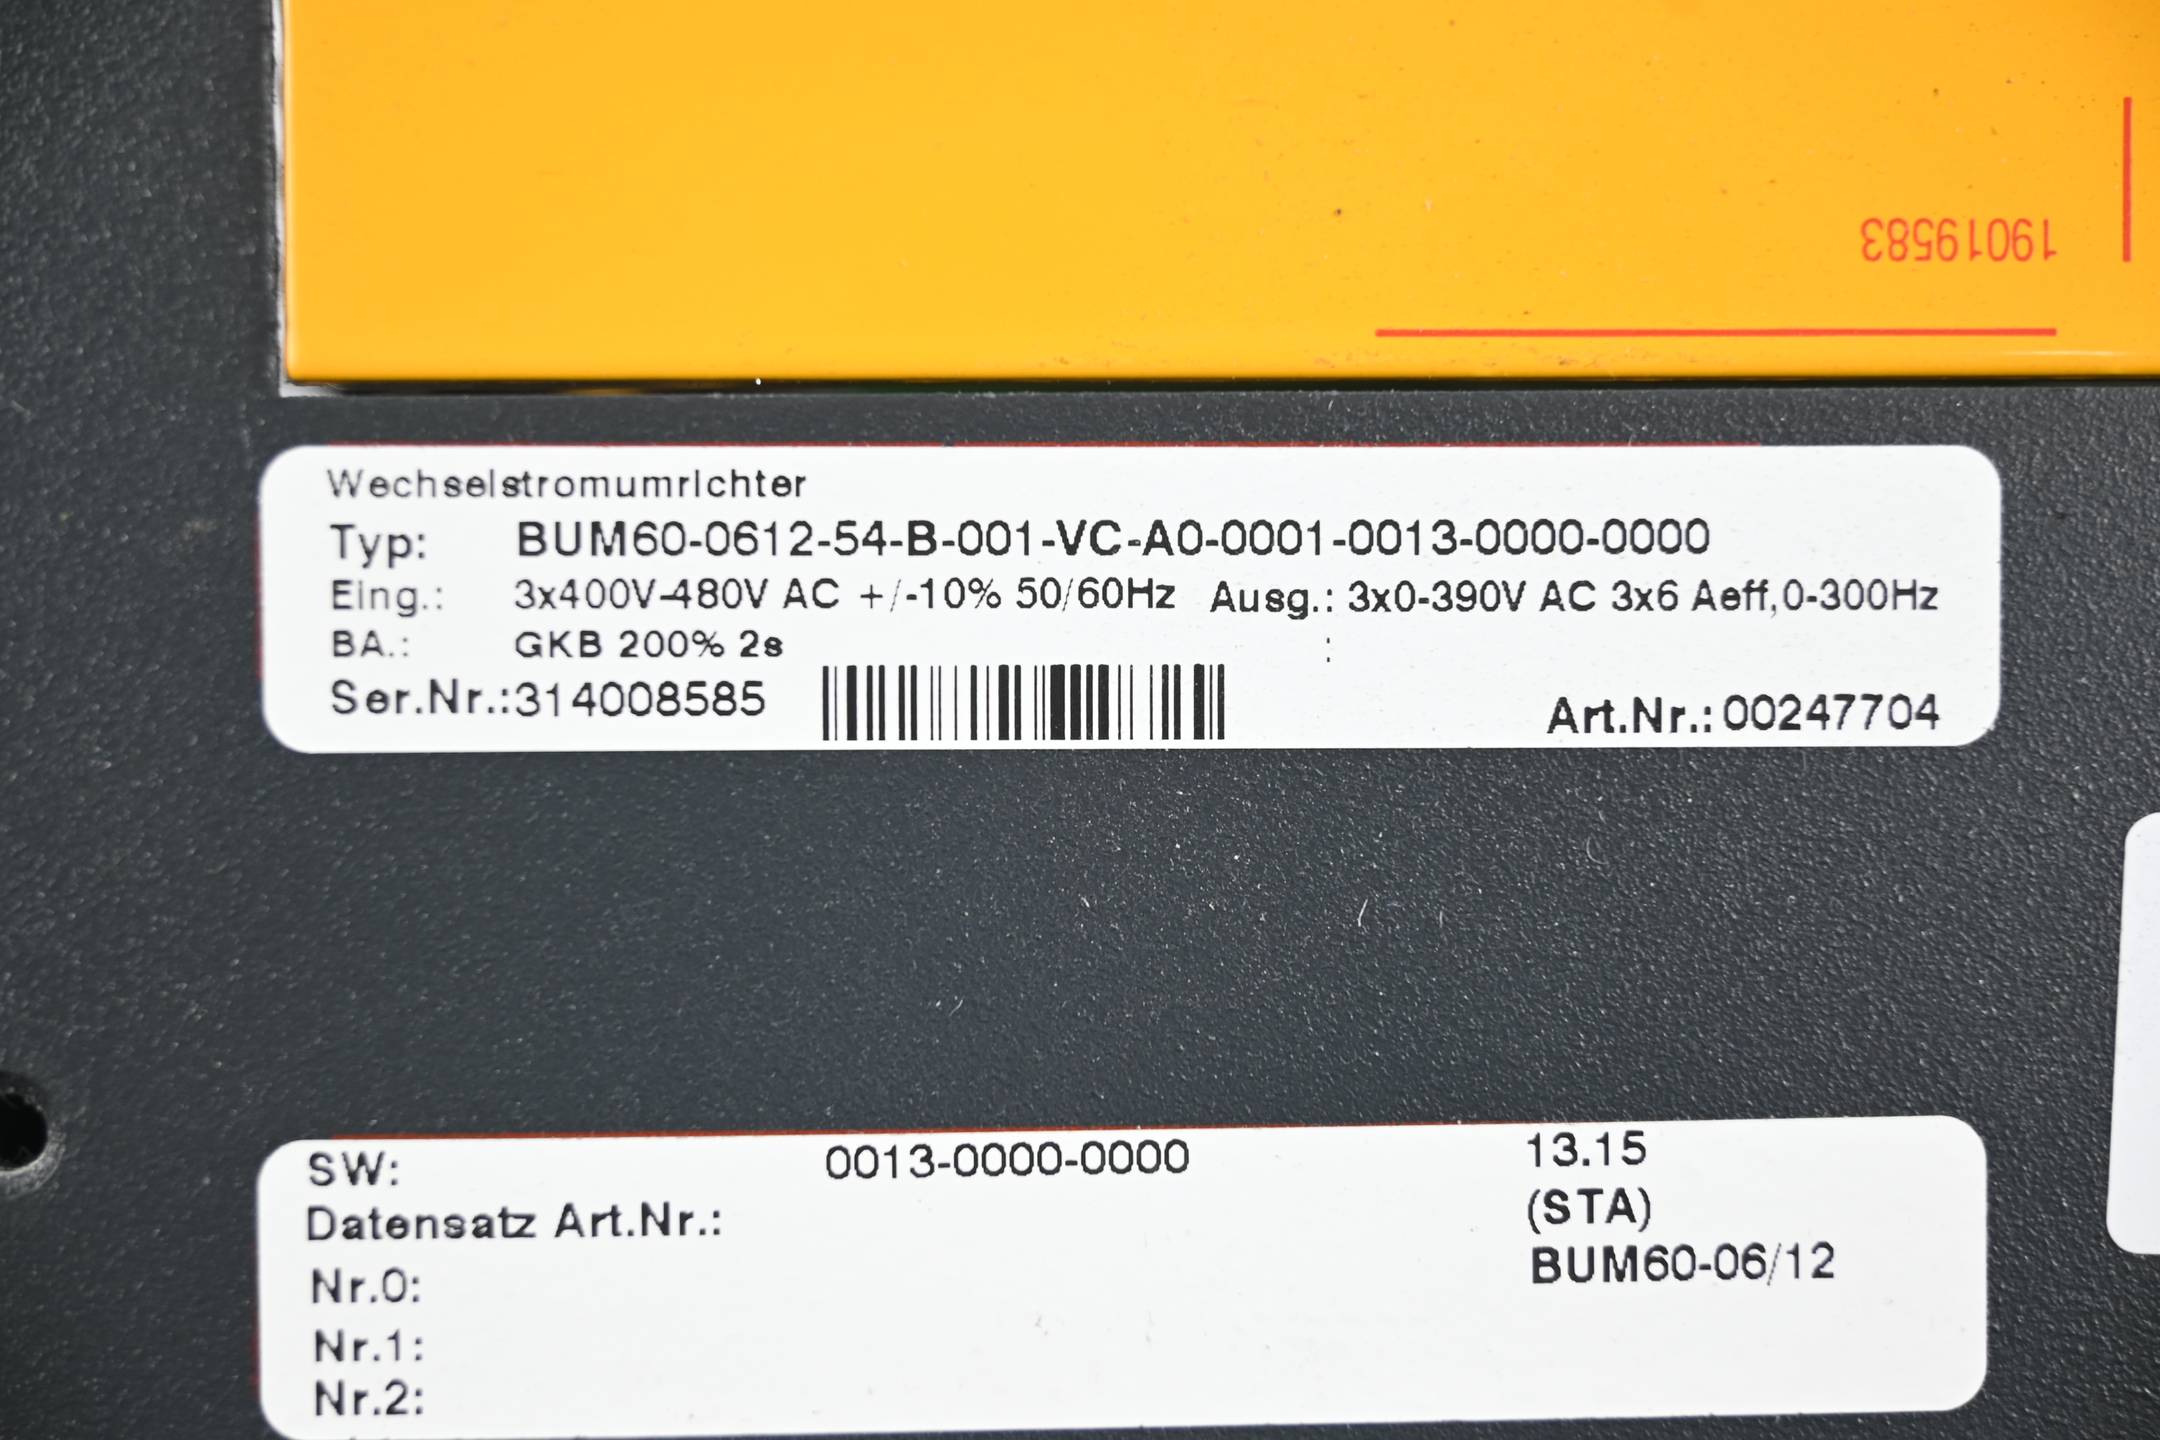 19019583
Wechselstromumrichter
Typ: BUM60-0612-54-B-001-VC-A0-0001-0013-0000-0000
Eing.: 3x400V-480V AC +/-10% 50/60Hz Ausg.: 3x0-390V AC 3x6 Aeff,0-300Hz
BA.: GKB 200% 2s :
Ser.Nr.:314008585 Art.Nr.:00247704
SW: 0013-0000-0000 13.15
Datensatz Art.Nr.: (STA)
Nr.0: BUM60-06/12
Nr.1:
Nr.2: